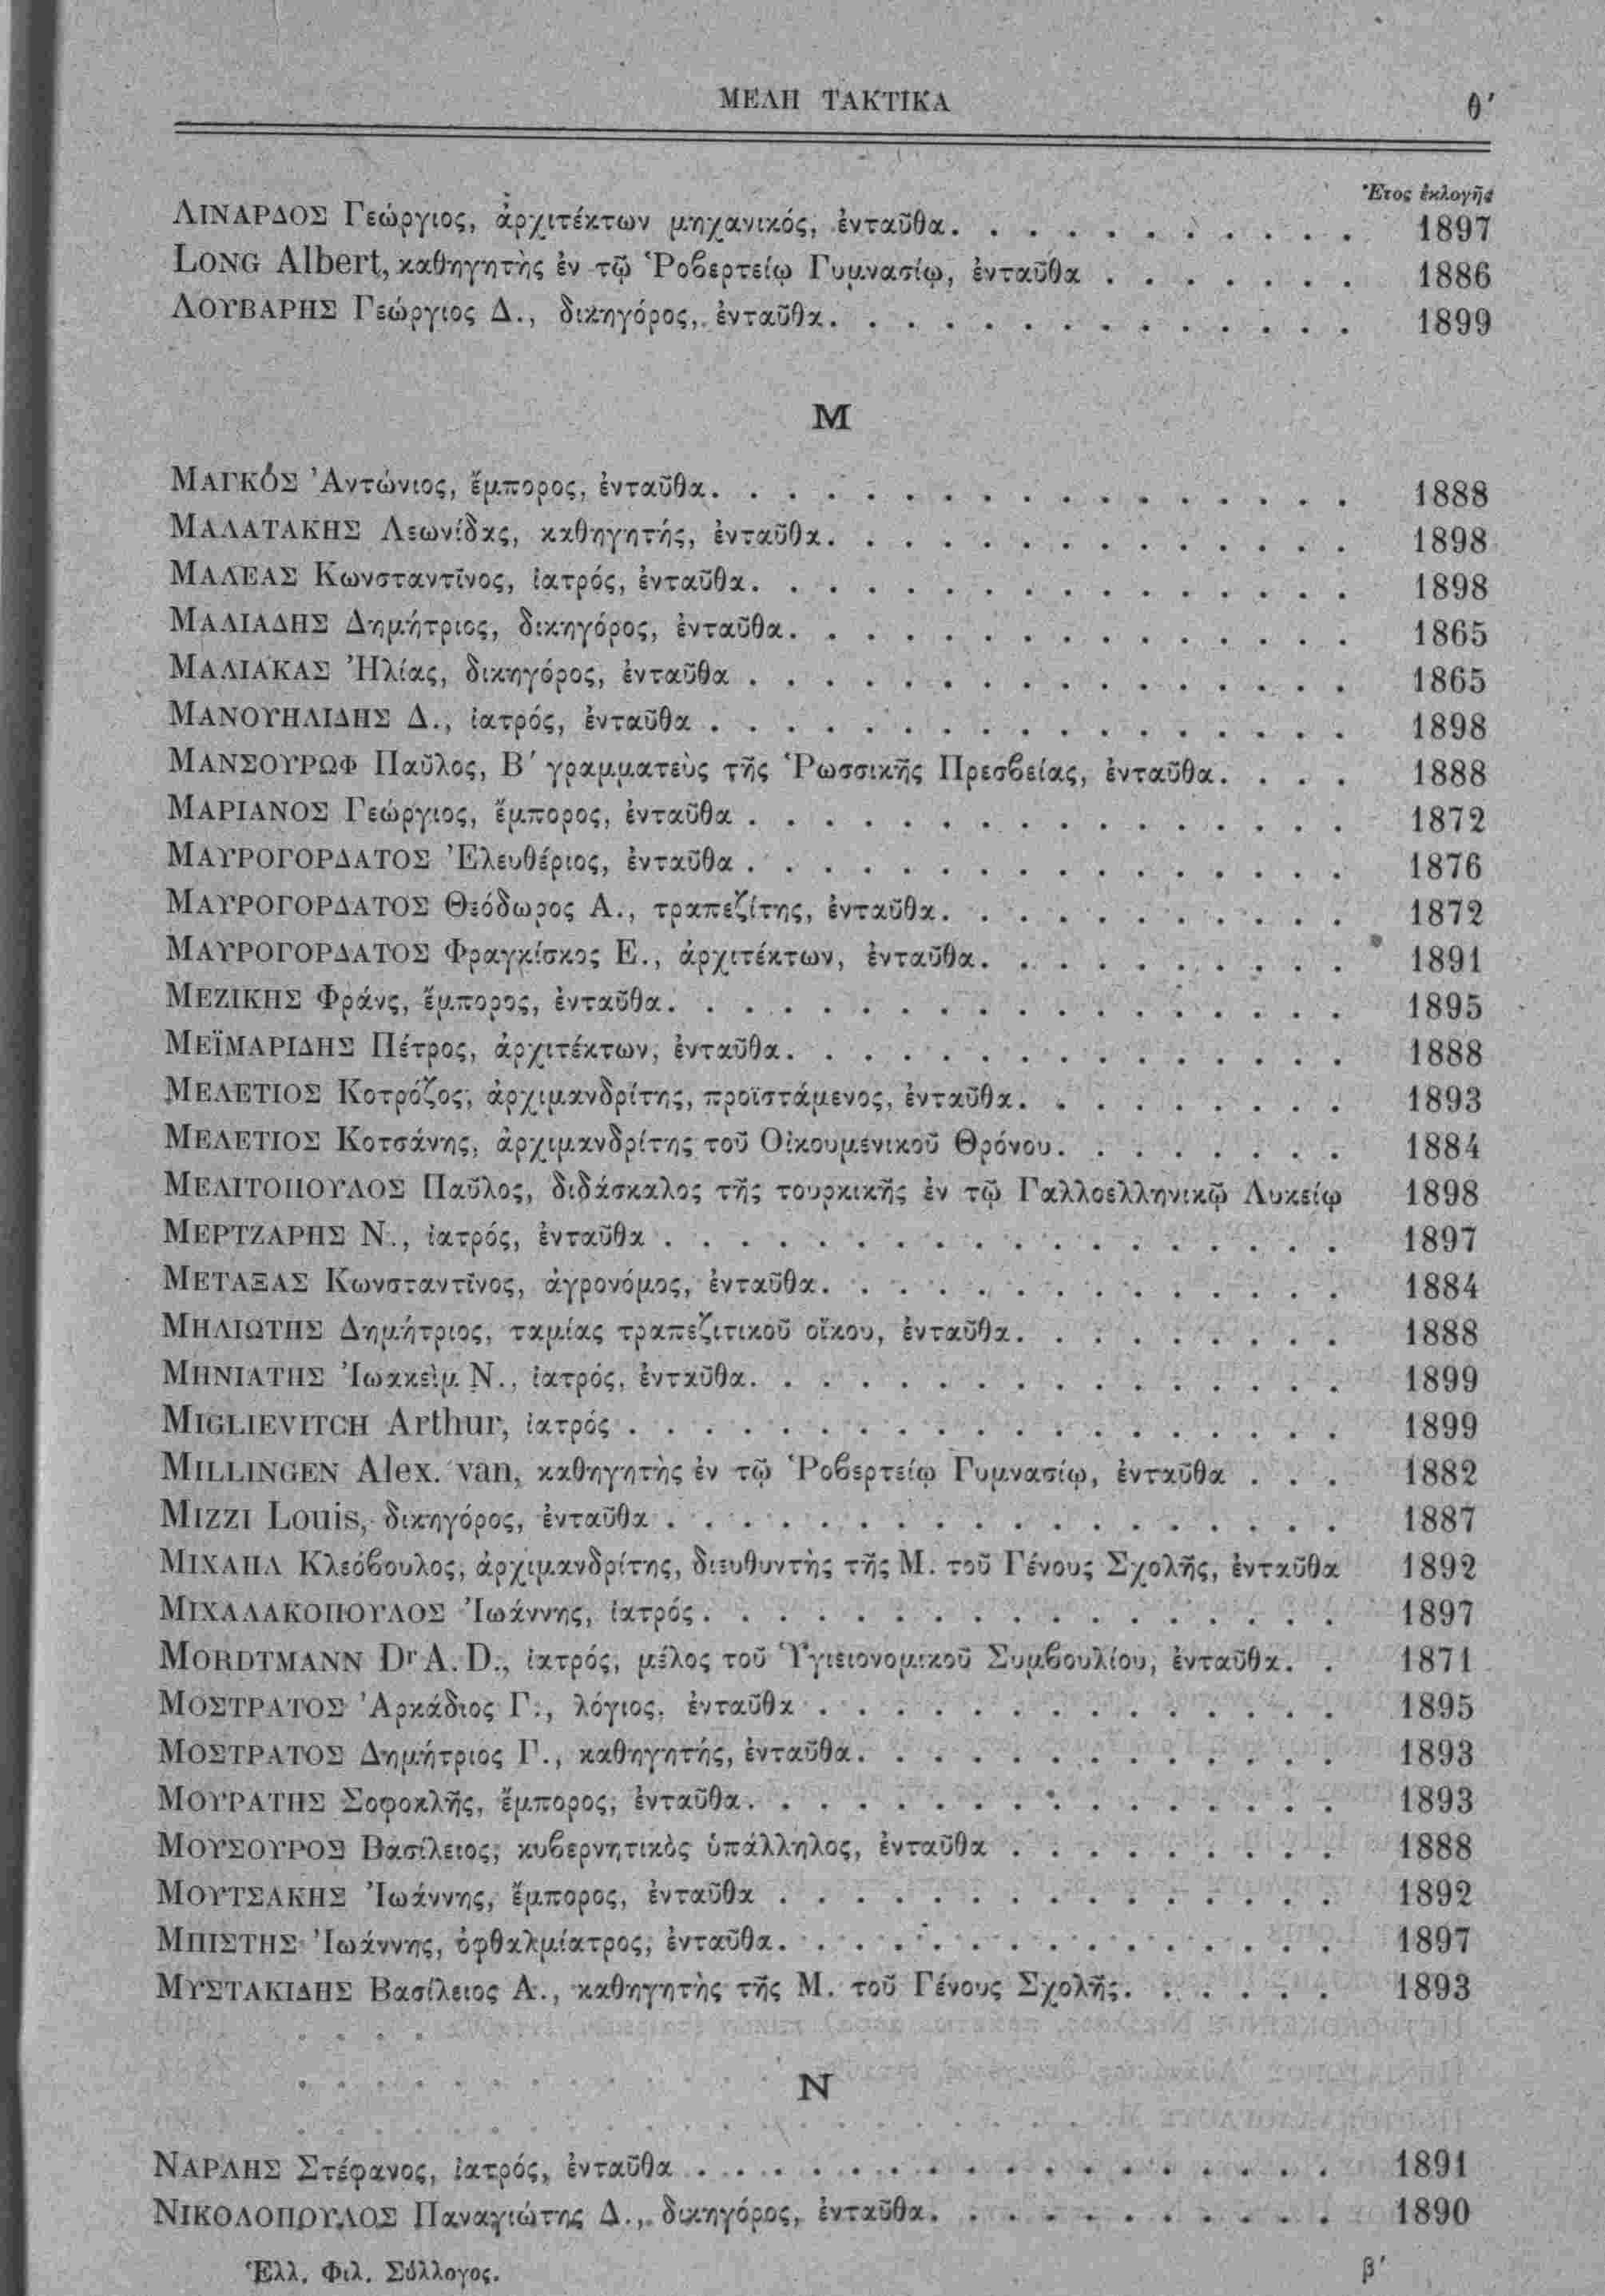 ΜΕΛΗ ΤΑΚΤΙΚΑ θ΄
Ἔτος ἐκλογῆς
ΛΙΝΑΡΔΟΣ Γεώργιος, ἀρχιτέκτων μηχανικός, ἐνταῦθα. . . . . . . . . . . 1897
LONG Albert, καθηγητὴς ἐν τῷ Ῥοβερτείῳ Γυμνασίῳ, ἐνταῦθα . . . . . . . 1886
ΛΟΥΒΑΡΗΣ Γεώργιος Δ., δικηγόρος, ἐνταῦθα. . . . . . . . . . . . . . 1899
Μ
ΜΑΓΚΟΣ Ἀντώνιος, ἔμπορος, ἐνταῦθα. . . . . . . . . . . . . . . . . 1888
ΜΑΛΑΤΑΚΗΣ Λεωνίδας, καθηγητής, ἐνταῦθα. . . . . . . . . . . . . . 1898
ΜΑΛΕΑΣ Κωνσταντῖνος, ἰατρός, ἐνταῦθα. . . . . . . . . . . . . . . . 1898
ΜΑΛΙΑΔΗΣ Δημήτριος, δικηγόρος, ἐνταῦθα. . . . . . . . . . . . . . . 1865
ΜΑΛΙΑΚΑΣ Ἠλίας, δικηγόρος, ἐνταῦθα . . . . . . . . . . . . . . . . 1865
ΜΑΝΟΥΗΛΙΔΗΣ Δ., ἰατρός, ἐνταῦθα . . . . . . . . . . . . . . . . . 1898
ΜΑΝΣΟΥΡΩΦ Παῦλος, Β΄ γραμματεὺς τῆς Ῥωσσικῆς Πρεσβείας, ἐνταῦθα. . . . 1888
ΜΑΡΙΑΝΟΣ Γεώργιος, ἔμπορος, ἐνταῦθα . . . . . . . . . . . . . . . . 1872
ΜΑΥΡΟΓΟΡΔΑΤΟΣ Ἐλευθέριος, ἐνταῦθα . . . . . . . . . . . . . . . . 1876
ΜΑΥΡΟΓΟΡΔΑΤΟΣ Θεόδωρος Α., τραπεζίτης, ἐνταῦθα. . . . . . . . . . . 1872
ΜΑΥΡΟΓΟΡΔΑΤΟΣ Φραγκίσκος Ε., ἀρχιτέκτων, ἐνταῦθα. . . . . . . . . . 1891
ΜΕΖΙΚΗΣ Φράνς, ἔμπορος, ἐνταῦθα. . . . . . . . . . . . . . . . . . 1895
ΜΕΪΜΑΡΙΔΗΣ Πέτρος, ἀρχιτέκτων, ἐνταῦθα. . . . . . . . . . . . . . . 1888
ΜΕΛΕΤΙΟΣ Κοτρόζος, ἀρχιμανδρίτης, προϊστάμενος, ἐνταῦθα. . . . . . . . . 1893
ΜΕΛΕΤΙΟΣ Κοτσάνης, ἀρχιμανδρίτης τοῦ Οἰκουμενικοῦ Θρόνου. . . . . . . . 1884
ΜΕΛΙΤΟΠΟΥΛΟΣ Παῦλος, διδάσκαλος τῆς τουρκικῆς ἐν τῷ Γαλλοελληνικῷ Λυκείῳ 1898
ΜΕΡΤΖΑΡΗΣ Ν., ἰατρός, ἐνταῦθα . . . . . . . . . . . . . . . . . . 1897
ΜΕΤΑΞΑΣ Κωνσταντῖνος, ἀγρονόμος, ἐνταῦθα. . . . . . . . . . . . . . 1884
ΜΗΛΙΩΤΗΣ Δημήτριος, ταμίας τραπεζιτικοῦ οἴκου, ἐνταῦθα. . . . . . . . . 1888
ΜΗΝΙΑΤΗΣ Ἰωακεὶμ Ν., ἰατρός, ἐνταῦθα. . . . . . . . . . . . . . . . 1899
MIGLIEVITCH Arthur, ἰατρός . . . . . . . . . . . . . . . . . . . 1899
MILLINGEN Alex. van, καθηγητὴς ἐν τῷ Ῥοβερτείῳ Γυμνασίῳ, ἐνταῦθα . . . 1882
MIZZI Louis, δικηγόρος, ἐνταῦθα . . . . . . . . . . . . . . . . . . 1887
ΜΙΧΑΗΛ Κλεόβουλος, ἀρχιμανδρίτης, διευθυντὴς τῆς Μ. τοῦ Γένους Σχολῆς, ἐνταῦθα 1892
ΜΙΧΑΛΑΚΟΠΟΥΛΟΣ Ἰωάννης, ἰατρός. . . . . . . . . . . . . . . . . 1897
MORDTMANN Dr A. D., ἰατρός, μέλος τοῦ Ὑγιειονομικοῦ Συμβουλίου, ἐνταῦθα. . 1871
ΜΟΣΤΡΑΤΟΣ Ἀρκάδιος Γ., λόγιος, ἐνταῦθα . . . . . . . . . . . . . . 1895
ΜΟΣΤΡΑΤΟΣ Δημήτριος Γ., καθηγητής, ἐνταῦθα. . . . . . . . . . . . . 1893
ΜΟΥΡΑΤΗΣ Σοφοκλῆς, ἔμπορος, ἐνταῦθα. . . . . . . . . . . . . . . . 1893
ΜΟΥΣΟΥΡΟΣ Βασίλειος, κυβερνητικὸς ὑπάλληλος, ἐνταῦθα . . . . . . . . . 1888
ΜΟΥΤΣΑΚΗΣ Ἰωάννης, ἔμπορος, ἐνταῦθα . . . . . . . . . . . . . . . 1892
ΜΠΙΣΤΗΣ Ἰωάννης, ὀφθαλμίατρος, ἐνταῦθα. . . . . . . . . . . . . . . 1897
ΜΥΣΤΑΚΙΔΗΣ Βασίλειος Α., καθηγητὴς τῆς Μ. τοῦ Γένους Σχολῆς. . . . . . 1893
Ν
ΝΑΡΛΗΣ Στέφανος, ἰατρός, ἐνταῦθα . . . . . . . . . . . . . . . . . 1891
ΝΙΚΟΛΟΠΟΥΛΟΣ Παναγιώτης Δ., δικηγόρος, ἐνταῦθα. . . . . . . . . . . 1890
Ἑλλ. Φιλ. Σύλλογος. β΄